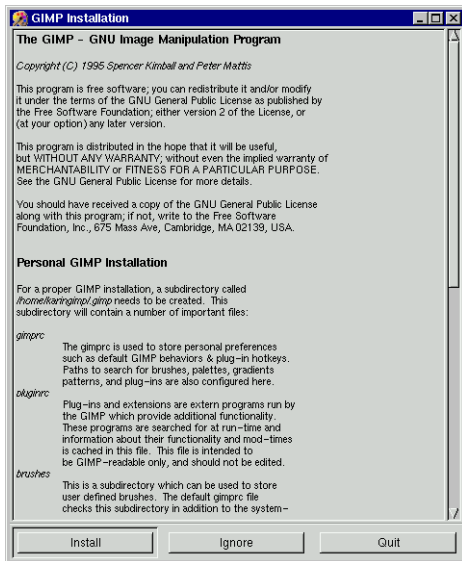 GIMP Installation
The GIMP - GNU Image Manipulation Program
Copyright (C) 1995 Spencer Kimball and Peter Mattis
This program is free software; you can redistribute it and/or modify
it under the terms of the GNU General Public License as published by
the Free Software Foundation; either version 2 of the License, or
(at your option) any later version.
This program is distributed in the hope that it will be useful,
but WITHOUT ANY WARRANTY; without even the implied warranty of
MERCHANTABILITY or FITNESS FOR A PARTICULAR PURPOSE.
See the GNU General Public License for more details.
You should have received a copy of the GNU General Public License
along with this program; if not, write to the Free Software
Foundation, Inc., 675 Mass Ave, Cambridge, MA 02139, USA.
Personal GIMP Installation
For a proper GIMP installation, a subdirectory called
/home/karingimp/.gimp needs to be created. This
subdirectory will contain a number of important files:
gimprc
The gimprc is used to store personal preferences
such as default GIMP behaviors & plug-in hotkeys.
Paths to search for brushes, palettes, gradients
patterns, and plug-ins are also configured here.
pluginrc
Plug-ins and extensions are extern programs run by
the GIMP which provide additional functionality.
These programs are searched for at run-time and
information about their functionality and mod-times
is cached in this file. This file is intended to
be GIMP-readable only, and should not be edited.
brushes
This is a subdirectory which can be used to store
user defined brushes. The default gimprc file
checks this subdirectory in addition to the system-
Install
Ignore
Quit